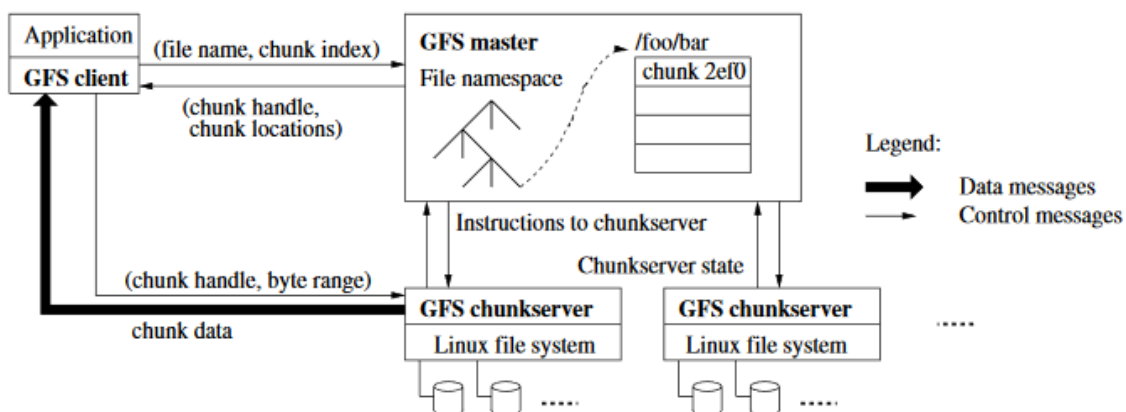 Application
GFS client
(file name, chunk index)
(chunk handle,
chunk locations)
GFS master
File namespace
/foo/bar
chunk 2ef0
Legend:
Data messages
Control messages
Instructions to chunkserver
Chunkserver state
(chunk handle, byte range)
chunk data
GFS chunkserver
Linux file system
GFS chunkserver
Linux file system